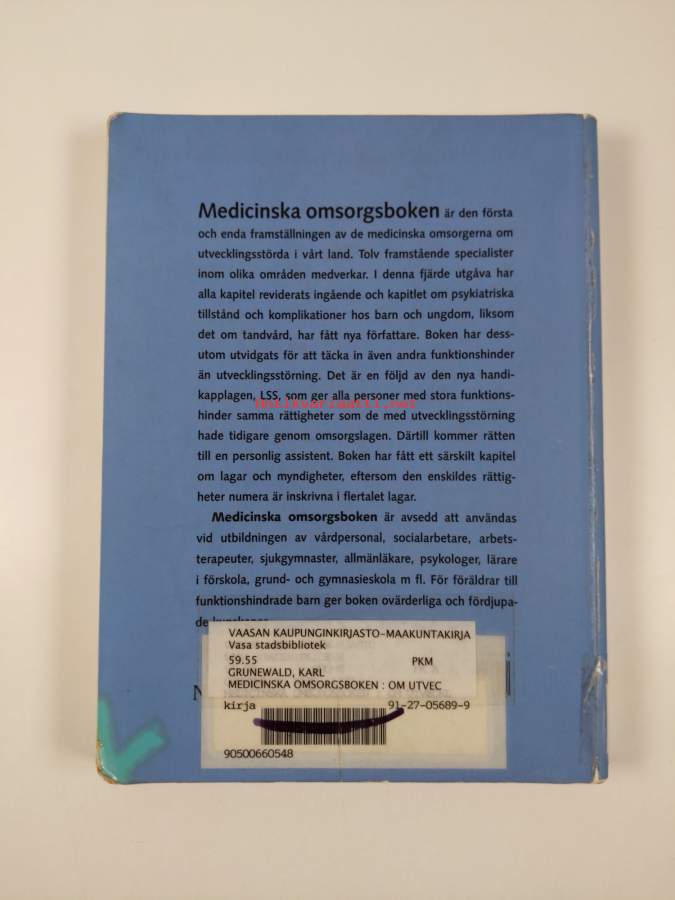 Medicinska omsorgsboken är den första
och enda framställningen av de medicinska omsorgerna om
utvecklingsstörda i vårt land. Tolv framstående specialister
inom olika områden medverkar. I denna fjärde utgåva har
alla kapitel reviderats ingående och kapitlet om psykiatriska
tillstånd och komplikationer hos barn och ungdom, liksom
det om tandvård, har fått nya författare. Boken har dess-
utom utvidgats för att täcka in även andra funktionshinder
än utvecklingsstörning. Det är en följd av den nya handi-
kapplagen, LSS, som ger alla personer med stora funktions-
antikvariaatti.net
hinder samma rättigheter som de med utvecklingsstörning
hade tidigare genom omsorgslagen. Därtill kommer rätten
till en personlig assistent. Boken har fått ett särskilt kapitel
om lagar och myndigheter, eftersom den enskildes rättig-
heter numera är inskrivna i flertalet lagar.
Medicinska omsorgsboken är avsedd att användas
vid utbildningen av vårdpersonal, socialarbetare, arbets-
terapeuter, sjukgymnaster, allmänläkare, psykologer, lärare
i förskola, grund- och gymnasieskola m fl. För föräldrar till
funktionshindrade barn ger boken ovärderliga och fördjupa-
de kunskaper.
VAASAN KAUPUNGINKIRJASTO-MAAKUNTAKIRJA
Vasa stadsbibliotek
59.55 PKM
GRUNEWALD, KARL
MEDICINSKA OMSORGSBOKEN : OM UTVEC
N
kirja 91-27-05689-9
90500660548